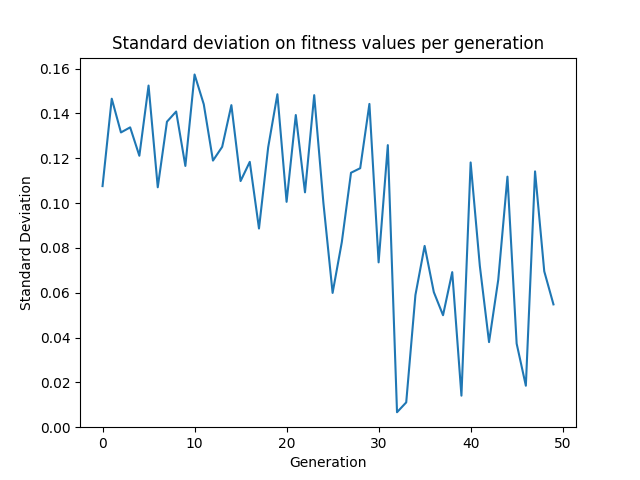 Standard deviation on fitness values per generation
0.16
0.14
0.12
0.10
0.08
0.06
0.04
0.02
0.00
Standard Deviation
0 10 20 30 40 50
Generation